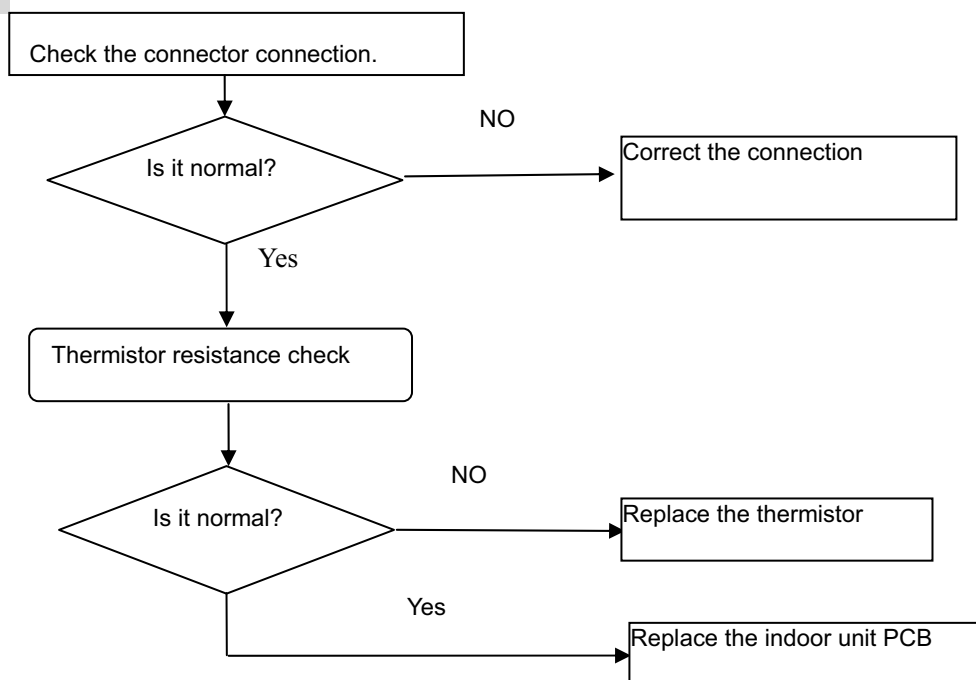 Check the connector connection.
NO
Is it normal?
Correct the connection
Yes
Thermistor resistance check
NO
Is it normal?
Replace the thermistor
Yes
Replace the indoor unit PCB